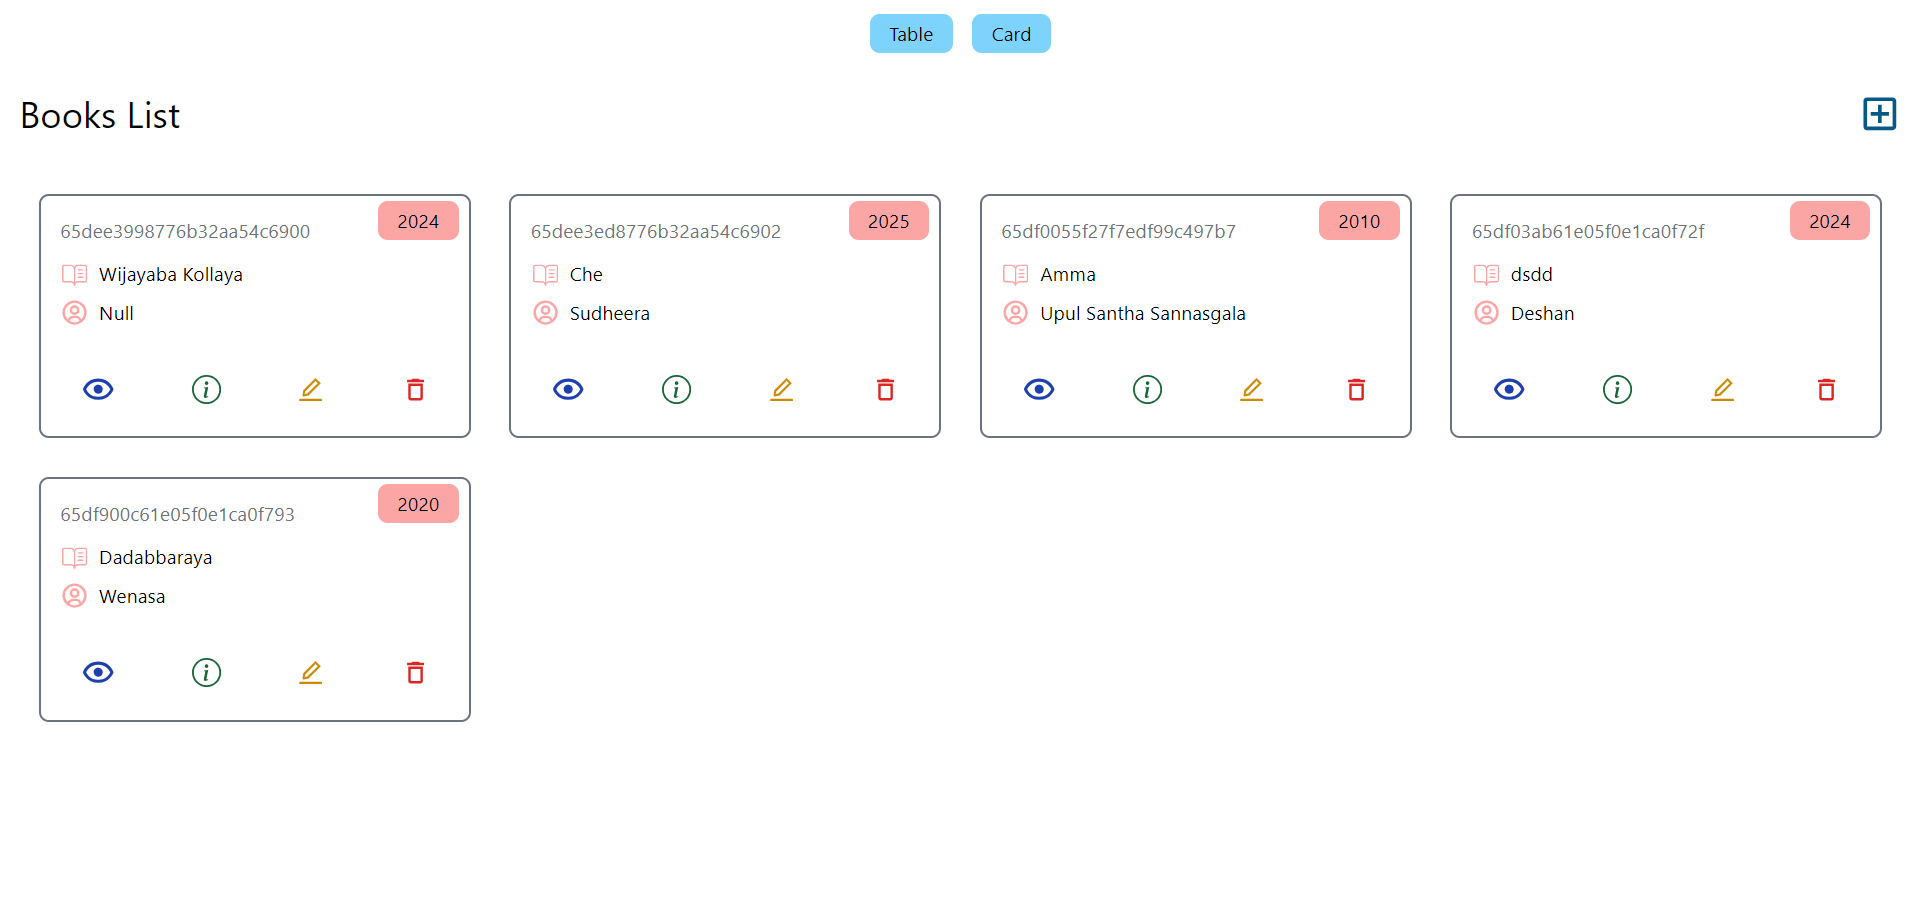 Table
Card
Books List
65dee3998776b32aa54c6900
2024
Wijayaba Kollaya
Null
65dee3ed8776b32aa54c6902
2025
Che
Sudheera
65df0055f27f7edf99c497b7
2010
Amma
Upul Santha Sannasgala
65df03ab61e05f0e1ca0f72f
2024
dsdd
Deshan
65df900c61e05f0e1ca0f793
2020
Dadabbaraya
Wenasa